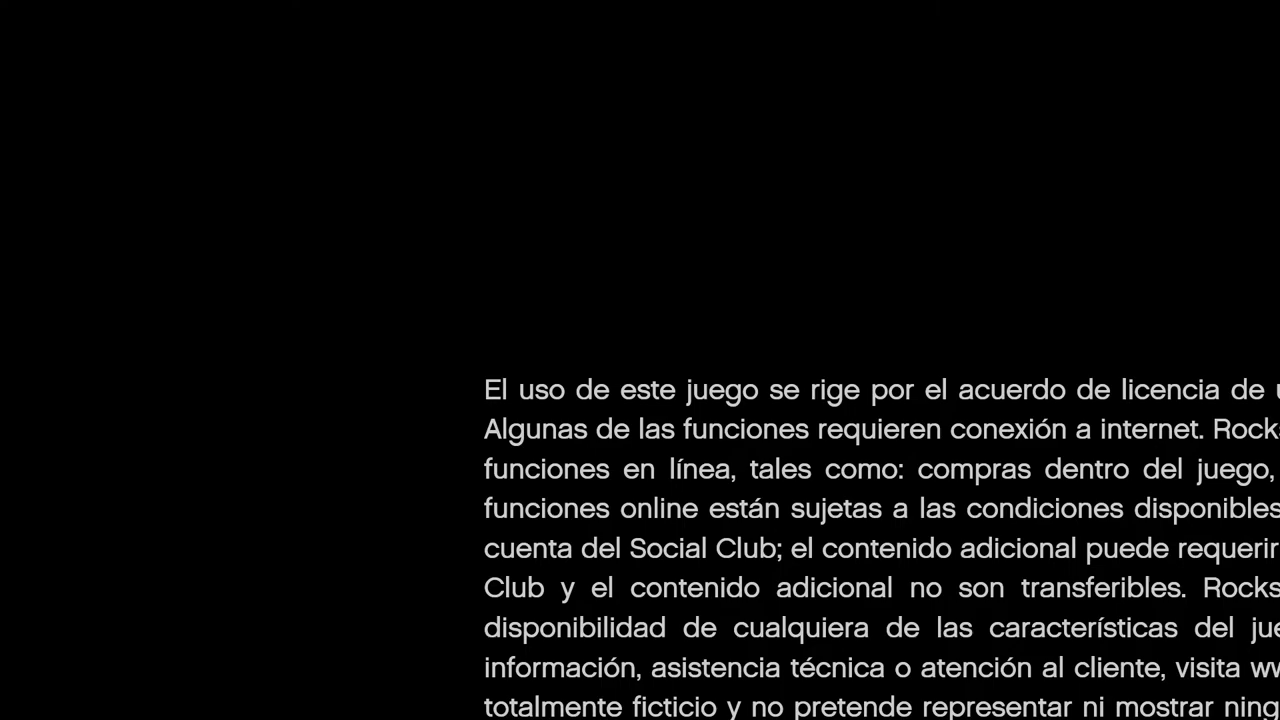 El uso de este juego se rige por el acuerdo de licencia de
Algunas de las funciones requieren conexión a internet.
funciones en línea, tales como: compras dentro del juego,
funciones online están sujetas a las condiciones disponibles
cuenta del Social Club; el contenido adicional puede requerir
Club y el contenido adicional no son transferibles.
disponibilidad de cualquiera de las características del
información, asistencia técnica o atención al cliente, visita
totalmente ficticio y no pretende representar ni mostrar